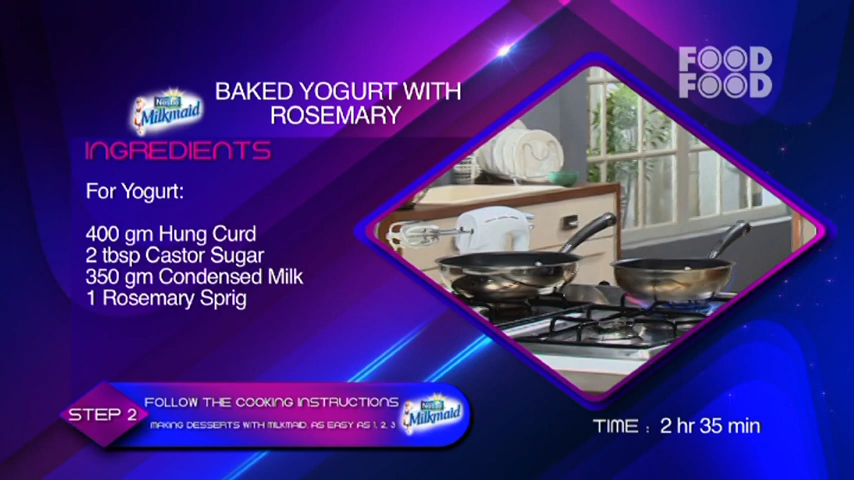 FOOD
FOOD
BAKED YOGURT WITH
ROSEMARY
Nestlé
Milkmaid
INGREDIENTS
For Yogurt:
400 gm Hung Curd
2 tbsp Castor Sugar
350 gm Condensed Milk
1 Rosemary Sprig
STEP 2
FOLLOW THE COOKING INSTRUCTIONS
MAKING DESSERTS WITH MILKMAID, AS EASY AS 1, 2, 3
Nestlé
Milkmaid
TIME : 2 hr 35 min